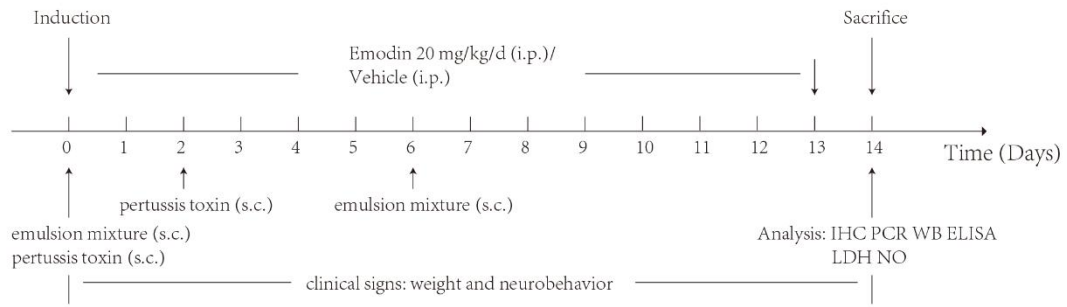 Induction
Sacrifice
Emodin 20 mg/kg/d (i.p.)/
Vehicle (i.p.)
0 1 2 3 4 5 6 7 8 9 10 11 12 13 14
Time (Days)
pertussis toxin (s.c.)
emulsion mixture (s.c.)
emulsion mixture (s.c.)
pertussis toxin (s.c.)
Analysis: IHC PCR WB ELISA
LDH NO
clinical signs: weight and neurobehavior